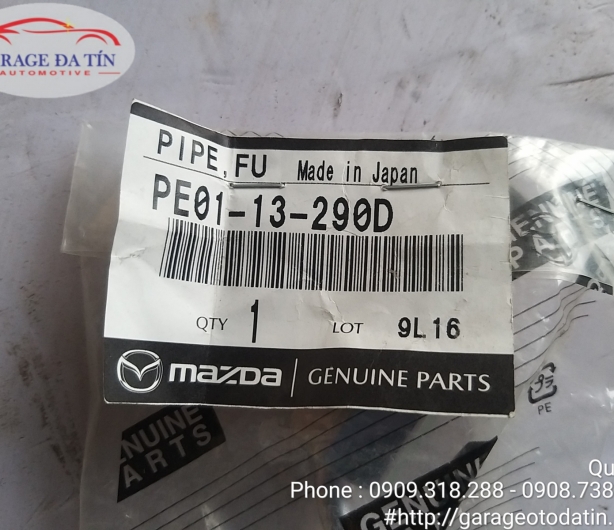 GARAGE ĐA TÍN
AUTOMOTIVE
PIPE, FU Made in Japan
PE01-13-290D
QTY 1 LOT 9L16
mazda GENUINE PARTS
GENUINE
PARTS
NUINE
ARTS
PE
GENUINE
Phone : 0909.318.288 - 0908.738
#http://garageotodatin.